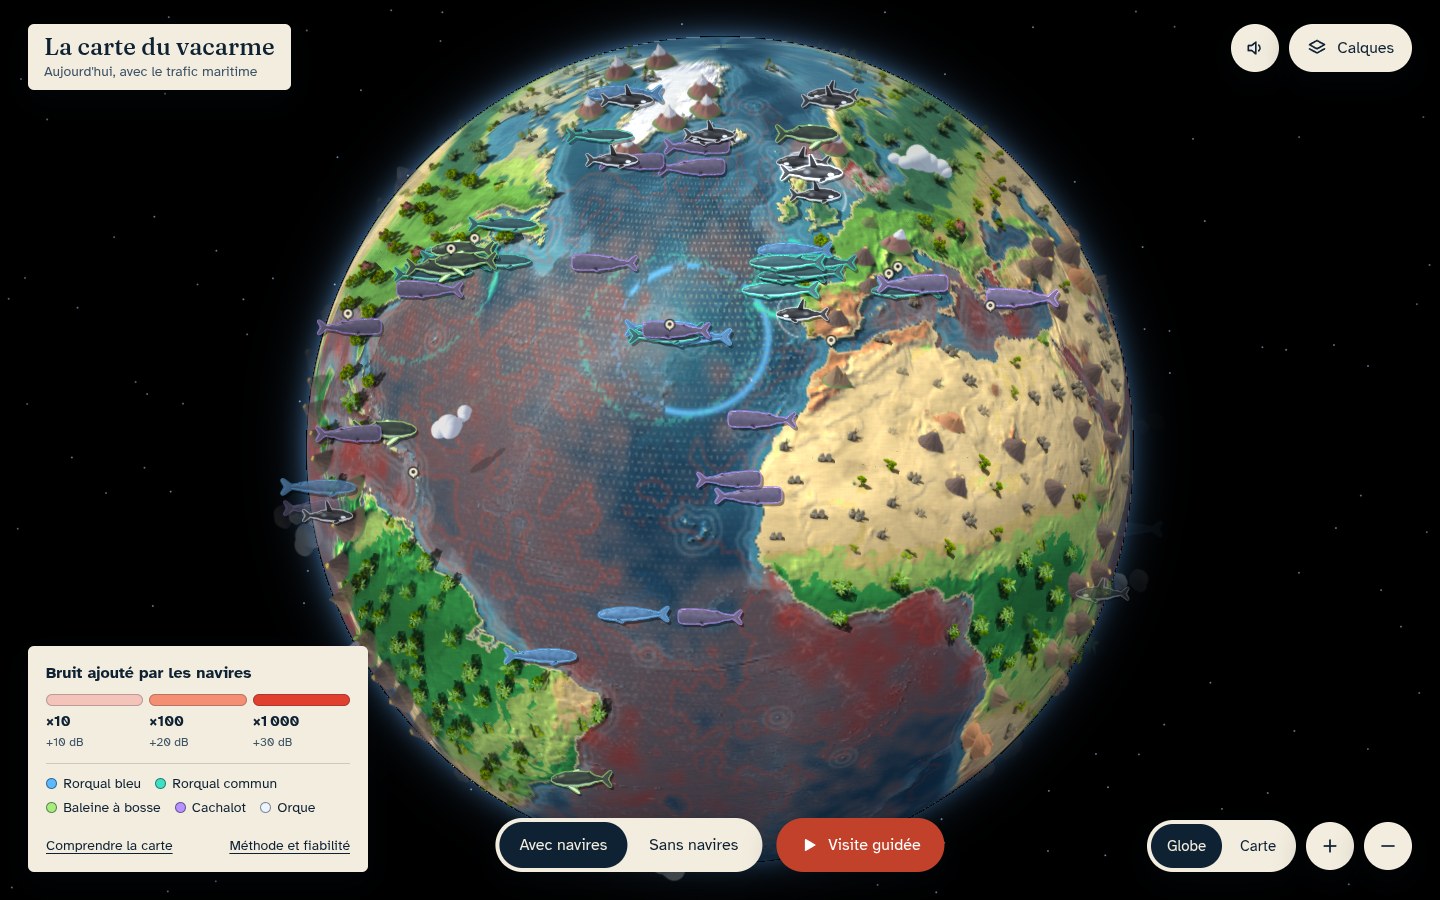 La carte du vacarme
Aujourd'hui, avec le trafic maritime
Calques
Bruit ajouté par les navires
×10 ×100 ×1 000
+10 dB +20 dB +30 dB
Rorqual bleu Rorqual commun
Baleine à bosse Cachalot Orque
Comprendre la carte Méthode et fiabilité
Avec navires Sans navires Visite guidée
Globe Carte